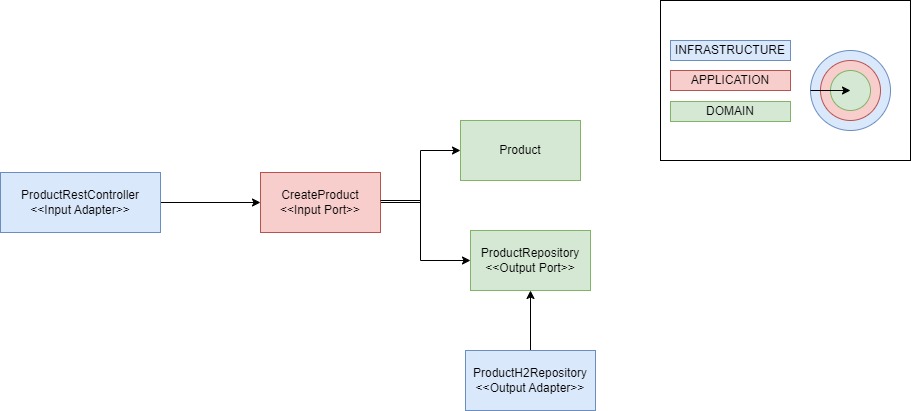 INFRASTRUCTURE
APPLICATION
DOMAIN
Product
ProductRestController
<<Input Adapter>>
CreateProduct
<<Input Port>>
ProductRepository
<<Output Port>>
ProductH2Repository
<<Output Adapter>>